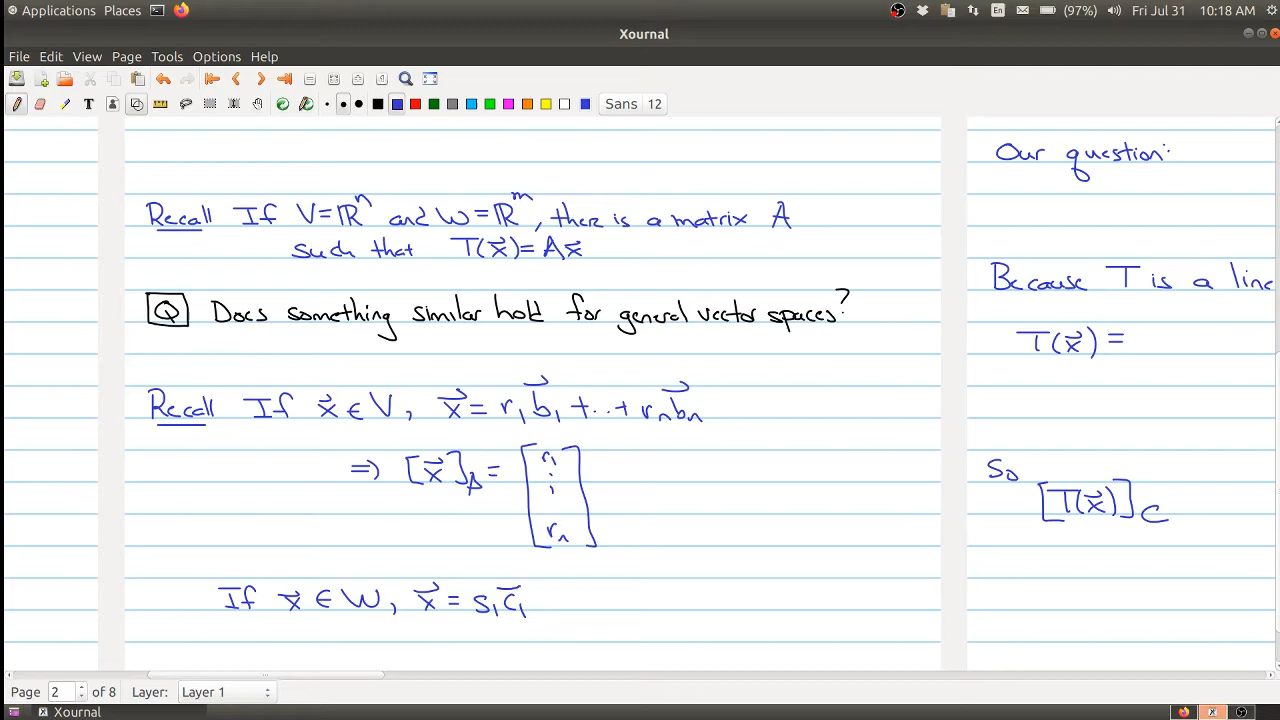 Applications Places (97%) Fri Jul 31 10:18 AM
En
Xournal
File Edit View Page Tools Options Help
T Sans 12
Recall If V=ℝⁿ and W=ℝᵐ, there is a matrix A
such that T(x⃗)=Ax⃗
Q Does something similar hold for general vector spaces?
Recall If x⃗ ∈ V, x⃗ = r₁b⃗₁ + ... + rₙb⃗ₙ
⇒ [x⃗]_B = [r₁ ⋮ rₙ]
If x⃗ ∈ W, x⃗ = s₁c̄₁
Our question:
Because T is a line
T(x⃗) =
So
[T(x⃗)]_C
Page 2 of 8 Layer: Layer 1
Xournal